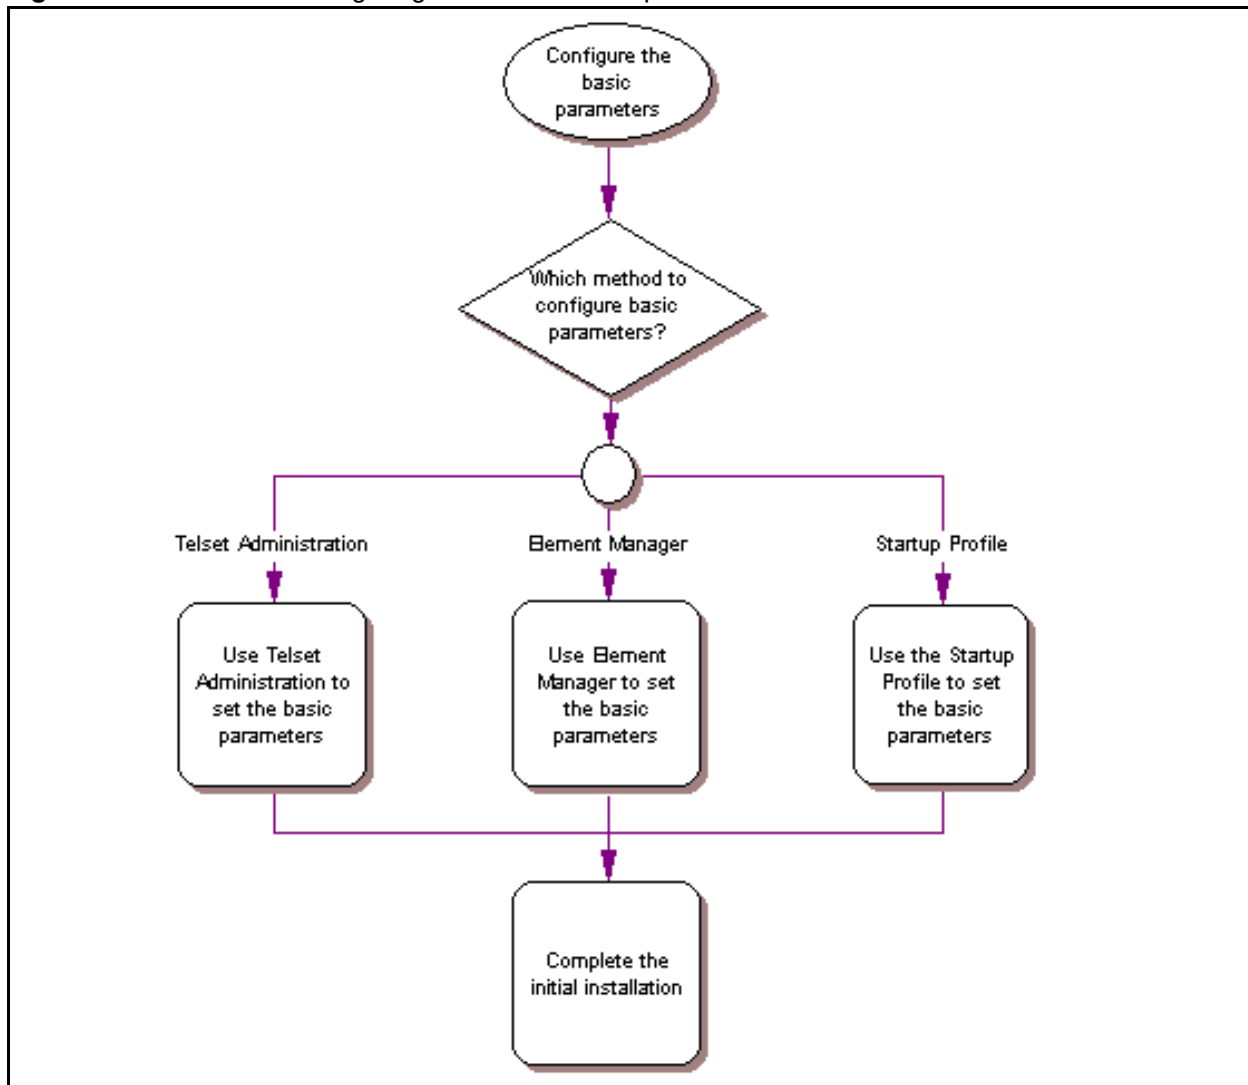 Configure the
basic
parameters
Which method to
configure basic
parameters?
Telset Administration
Element Manager
Startup Profile
Use Telset
Administration to
set the basic
parameters
Use Element
Manager to set
the basic
parameters
Use the Startup
Profile to set
the basic
parameters
Complete the
initial installation